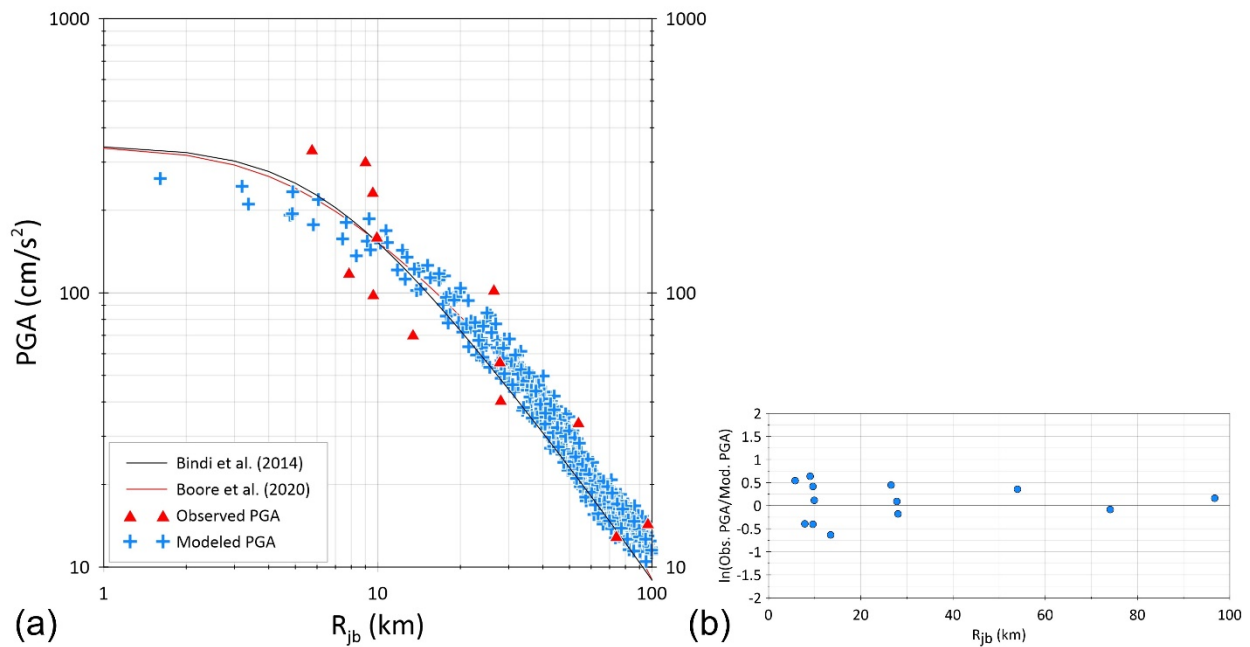 1000
1000
100
100
10
10
PGA (cm/s²)
Bindi et al. (2014)
Boore et al. (2020)
Observed PGA
Modeled PGA
1
10
100
R_jb (km)
(a)
2
1.5
1
0.5
0
-0.5
-1
-1.5
-2
ln(Obs. PGA/Mod. PGA)
0
20
40
60
80
100
R_jb (km)
(b)